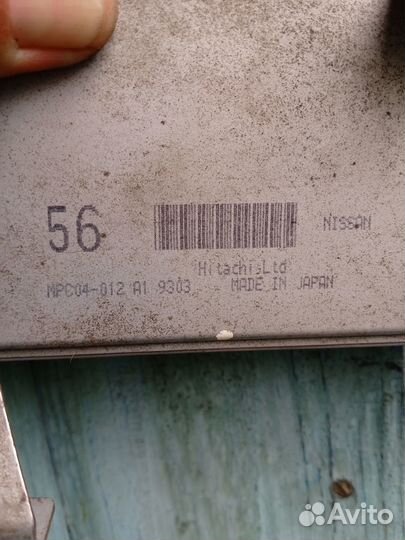 56
NISSAN
Hitachi,Ltd
MPC04-012 A1 9303 MADE IN JAPAN
Avito